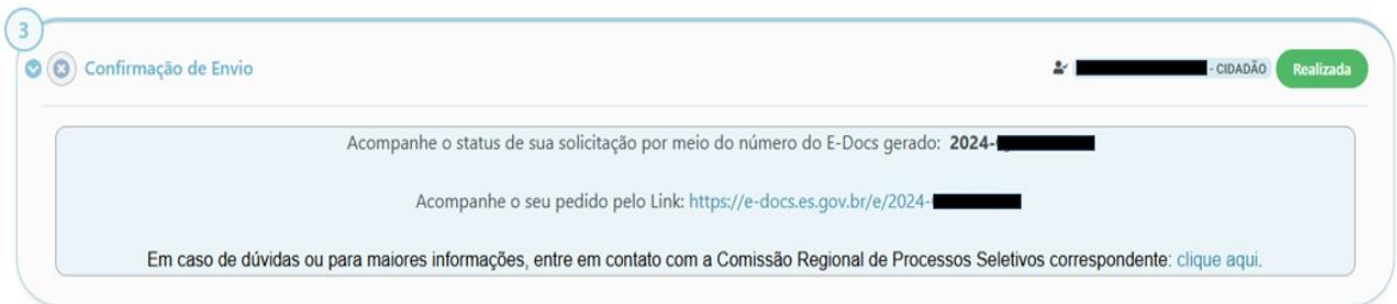 3
Confirmação de Envio
- CIDADÃO
Realizada
Acompanhe o status de sua solicitação por meio do número do E-Docs gerado: 2024-
Acompanhe o seu pedido pelo Link: https://e-docs.es.gov.br/e/2024-
Em caso de dúvidas ou para maiores informações, entre em contato com a Comissão Regional de Processos Seletivos correspondente: clique aqui.